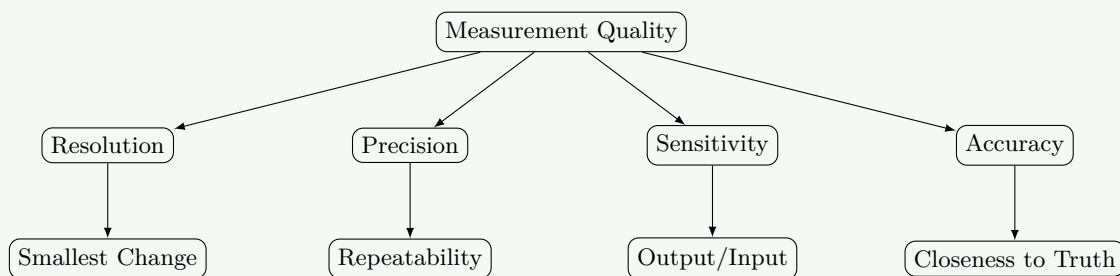 Measurement Quality
Resolution
Precision
Sensitivity
Accuracy
Smallest Change
Repeatability
Output/Input
Closeness to Truth